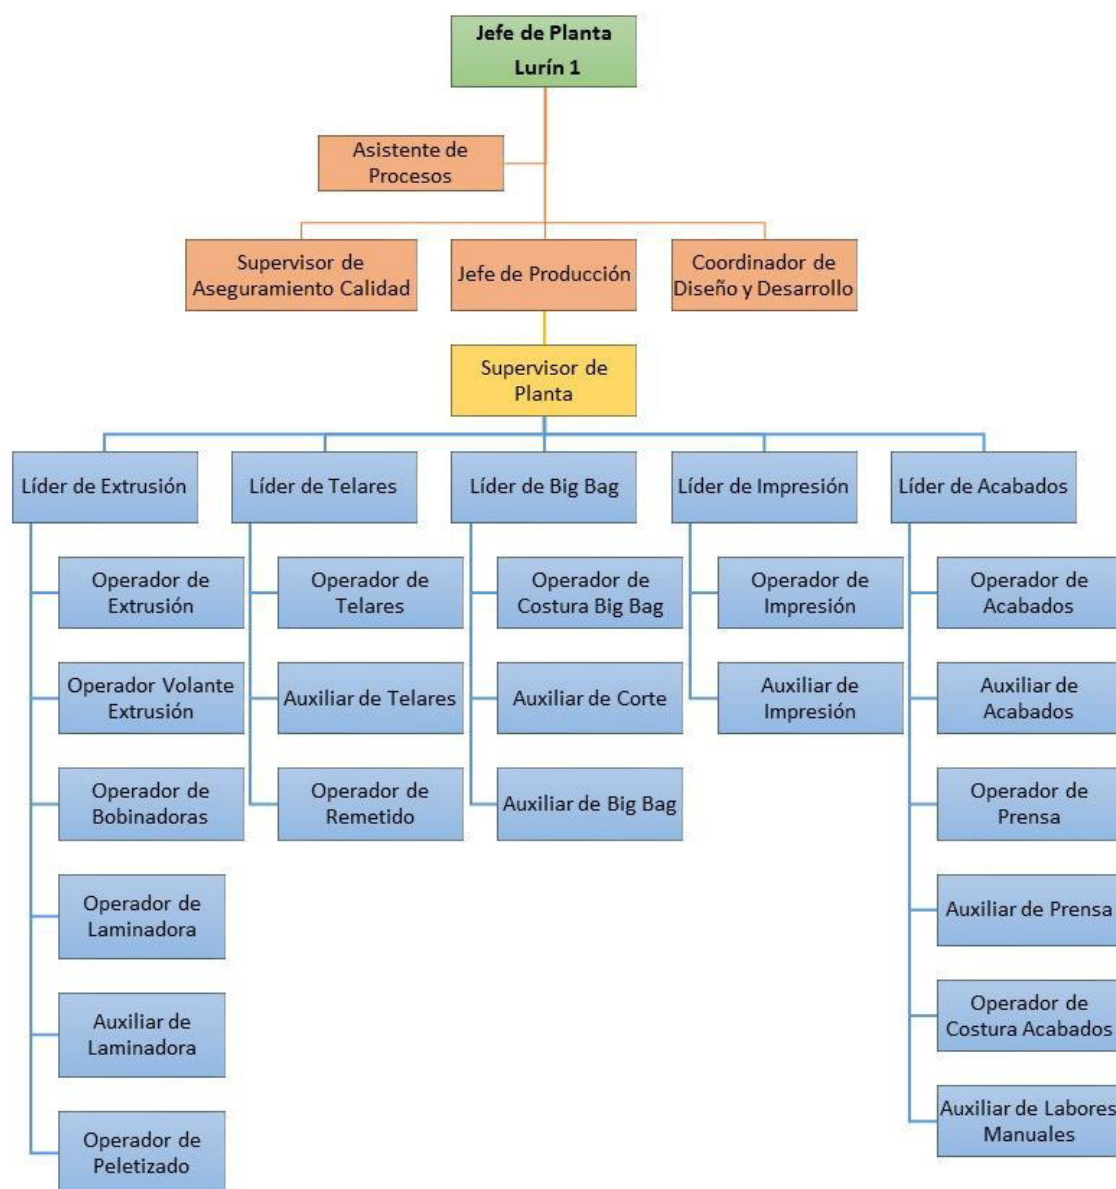 Jefe de Planta
Lurín 1
Asistente de
Procesos
Supervisor de
Aseguramiento Calidad
Jefe de Producción
Coordinador de
Diseño y Desarrollo
Supervisor de
Planta
Líder de Extrusión
Líder de Telares
Líder de Big Bag
Líder de Impresión
Líder de Acabados
Operador de
Extrusión
Operador Volante
Extrusión
Operador de
Bobinadoras
Operador de
Laminadora
Auxiliar de
Laminadora
Operador de
Peletizado
Operador de
Telares
Auxiliar de Telares
Operador de
Remetido
Operador de
Costura Big Bag
Auxiliar de Corte
Auxiliar de Big Bag
Operador de
Impresión
Auxiliar de
Impresión
Operador de
Acabados
Auxiliar de
Acabados
Operador de
Prensa
Auxiliar de Prensa
Operador de
Costura Acabados
Auxiliar de Labores
Manuales